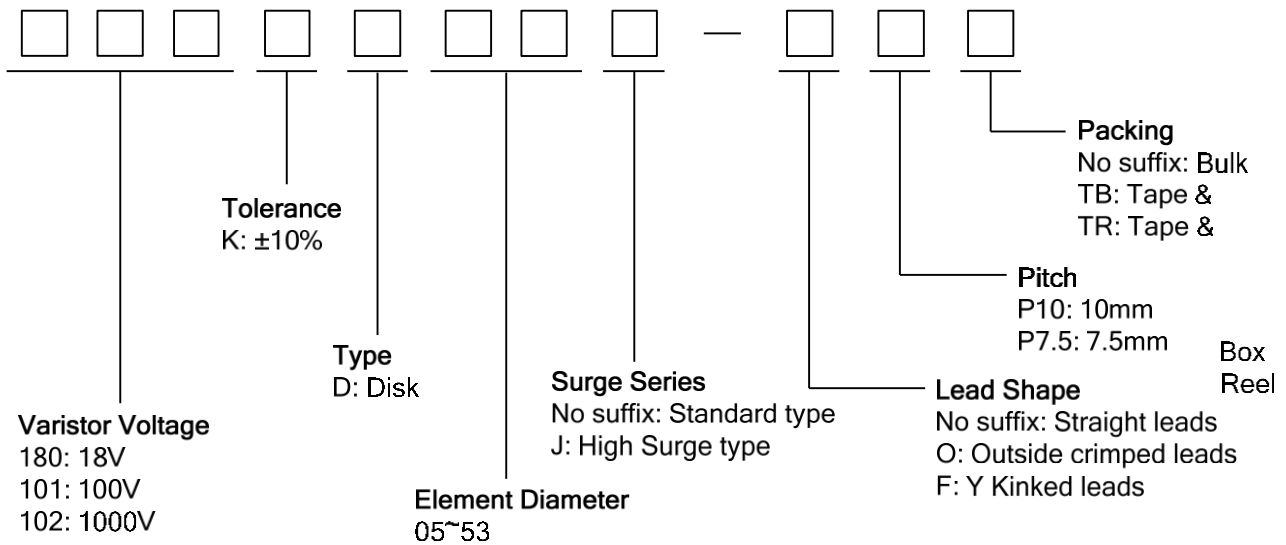 Packing
No suffix: Bulk
TB: Tape &
TR: Tape &
Tolerance
K: ±10%
Pitch
P10: 10mm
P7.5: 7.5mm
Box
Reel
Type
D: Disk
Surge Series
No suffix: Standard type
J: High Surge type
Lead Shape
No suffix: Straight leads
O: Outside crimped leads
F: Y Kinked leads
Varistor Voltage
180: 18V
101: 100V
102: 1000V
Element Diameter
05~53